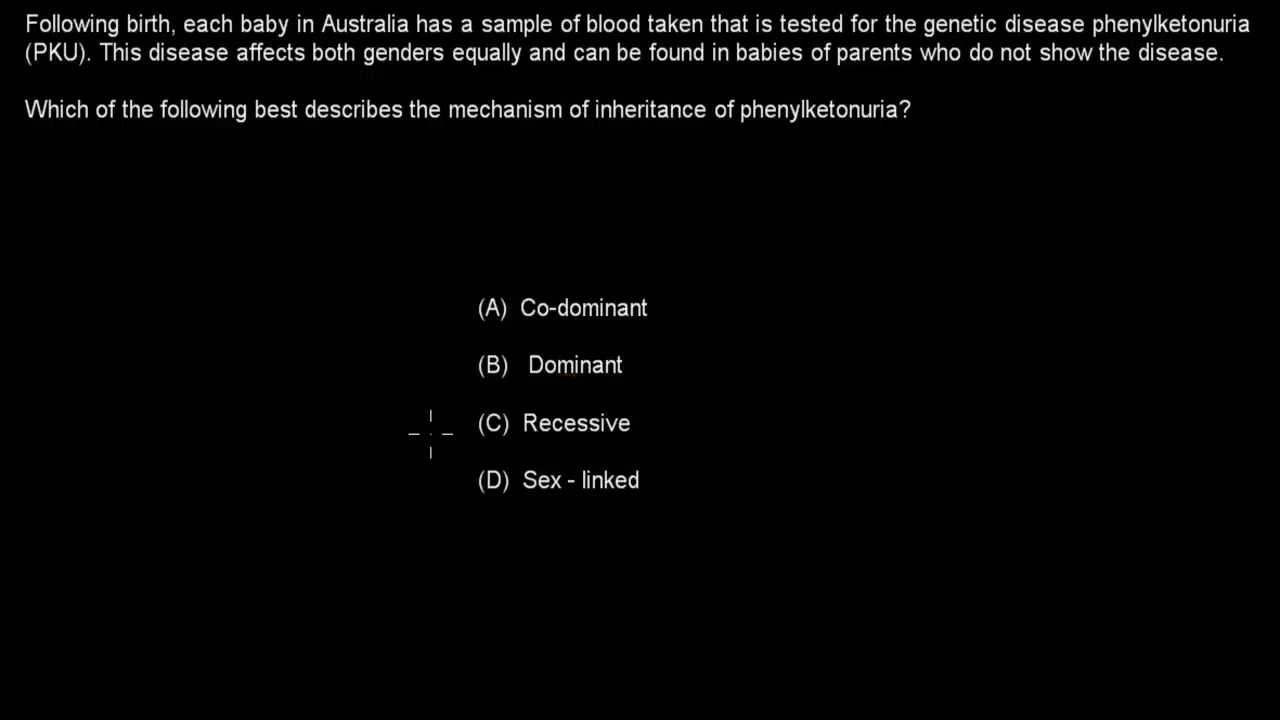 Following birth, each baby in Australia has a sample of blood taken that is tested for the genetic disease phenylketonuria
(PKU). This disease affects both genders equally and can be found in babies of parents who do not show the disease.
Which of the following best describes the mechanism of inheritance of phenylketonuria?
(A) Co-dominant
(B) Dominant
(C) Recessive
(D) Sex - linked